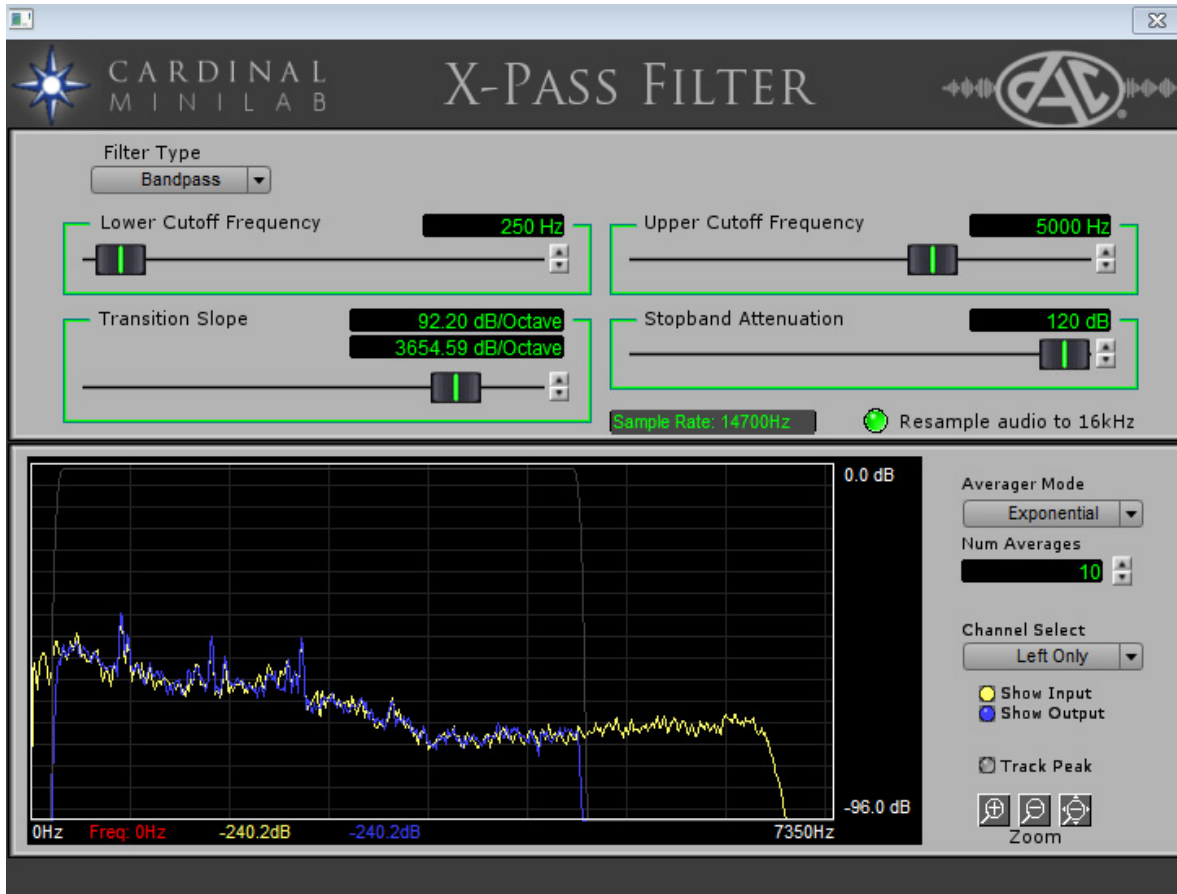 CARDINAL
MINILAB
X-PASS FILTER
DAC
Filter Type
Bandpass
Lower Cutoff Frequency
250 Hz
Upper Cutoff Frequency
5000 Hz
Transition Slope
92.20 dB/Octave
3654.59 dB/Octave
Stopband Attenuation
120 dB
Sample Rate: 14700Hz
Resample audio to 16kHz
0.0 dB
-96.0 dB
0Hz
Freq: 0Hz
-240.2dB
-240.2dB
7350Hz
Averager Mode
Exponential
Num Averages
10
Channel Select
Left Only
Show Input
Show Output
Track Peak
Zoom